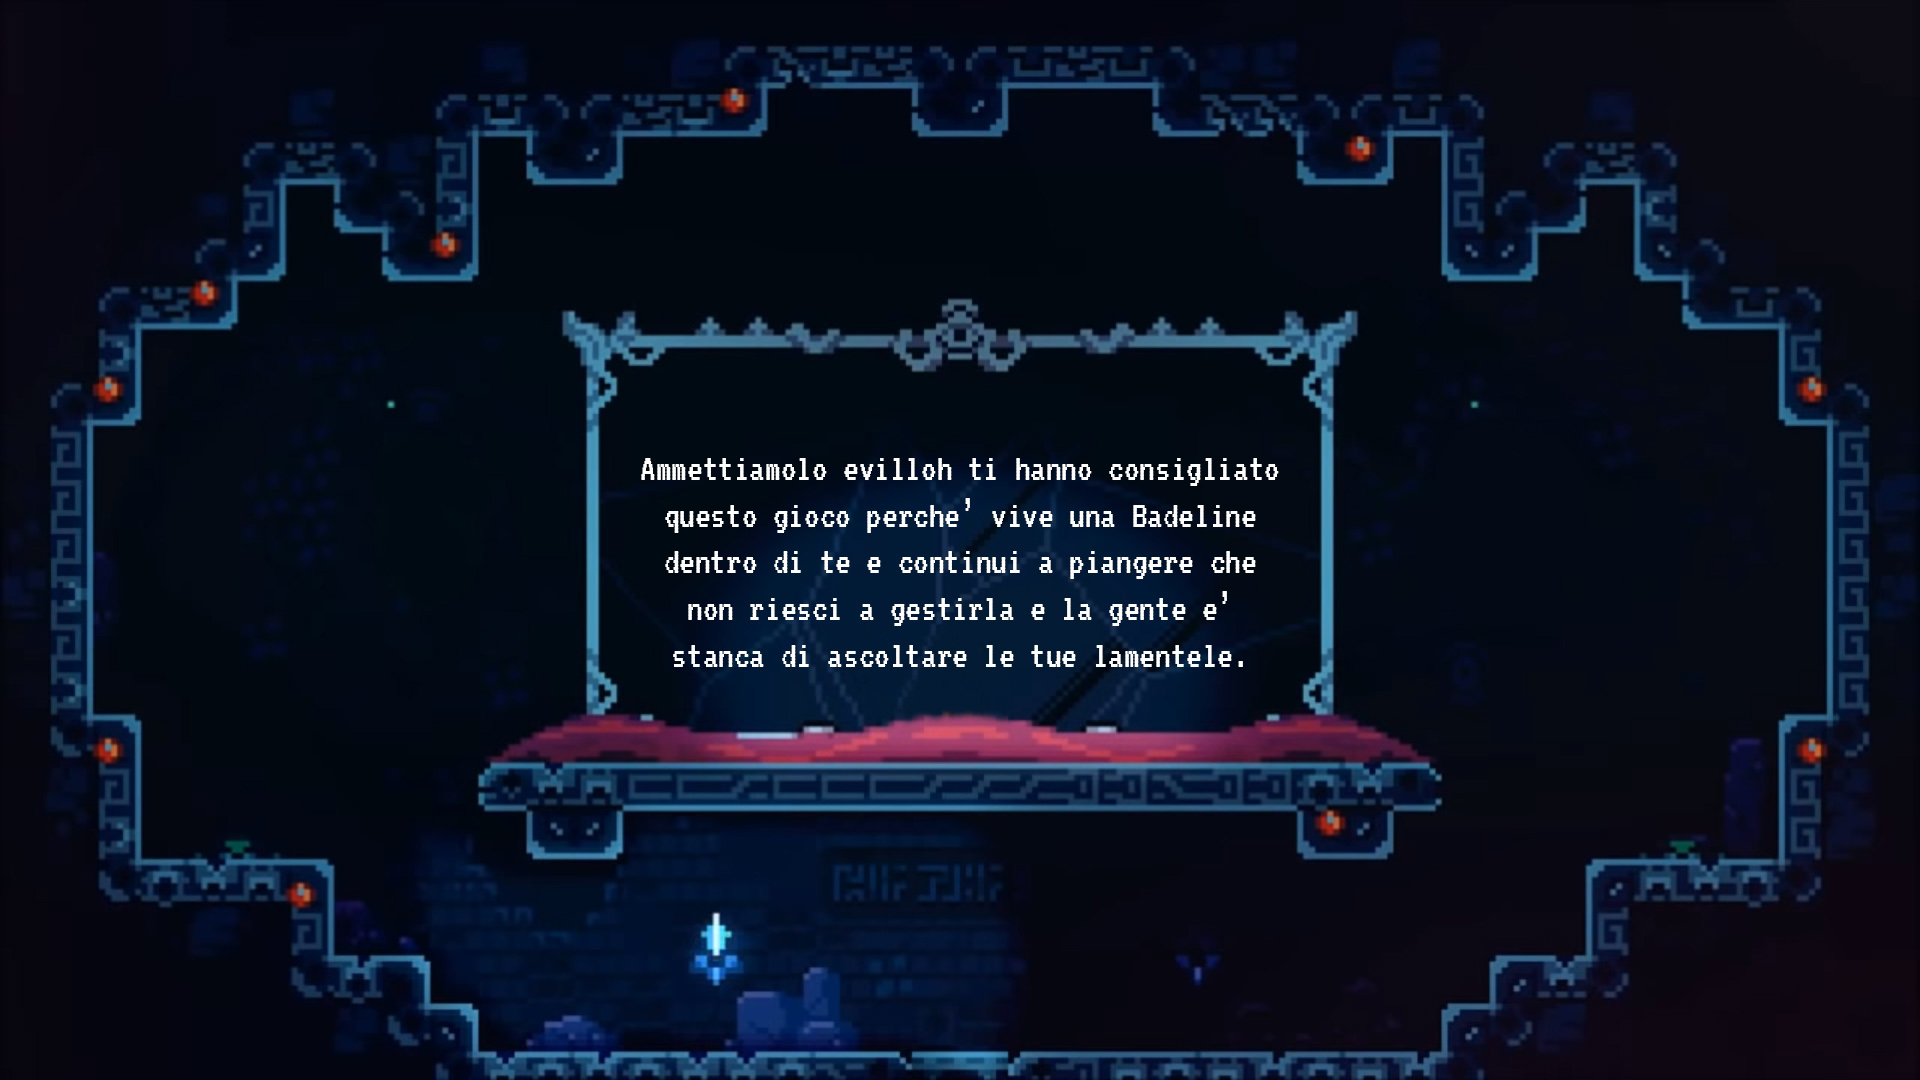 Ammettiamolo evilloh ti hanno consigliato
questo gioco perche' vive una Badeline
dentro di te e continui a piangere che
non riesci a gestirla e la gente e'
stanca di ascoltare le tue lamentele.